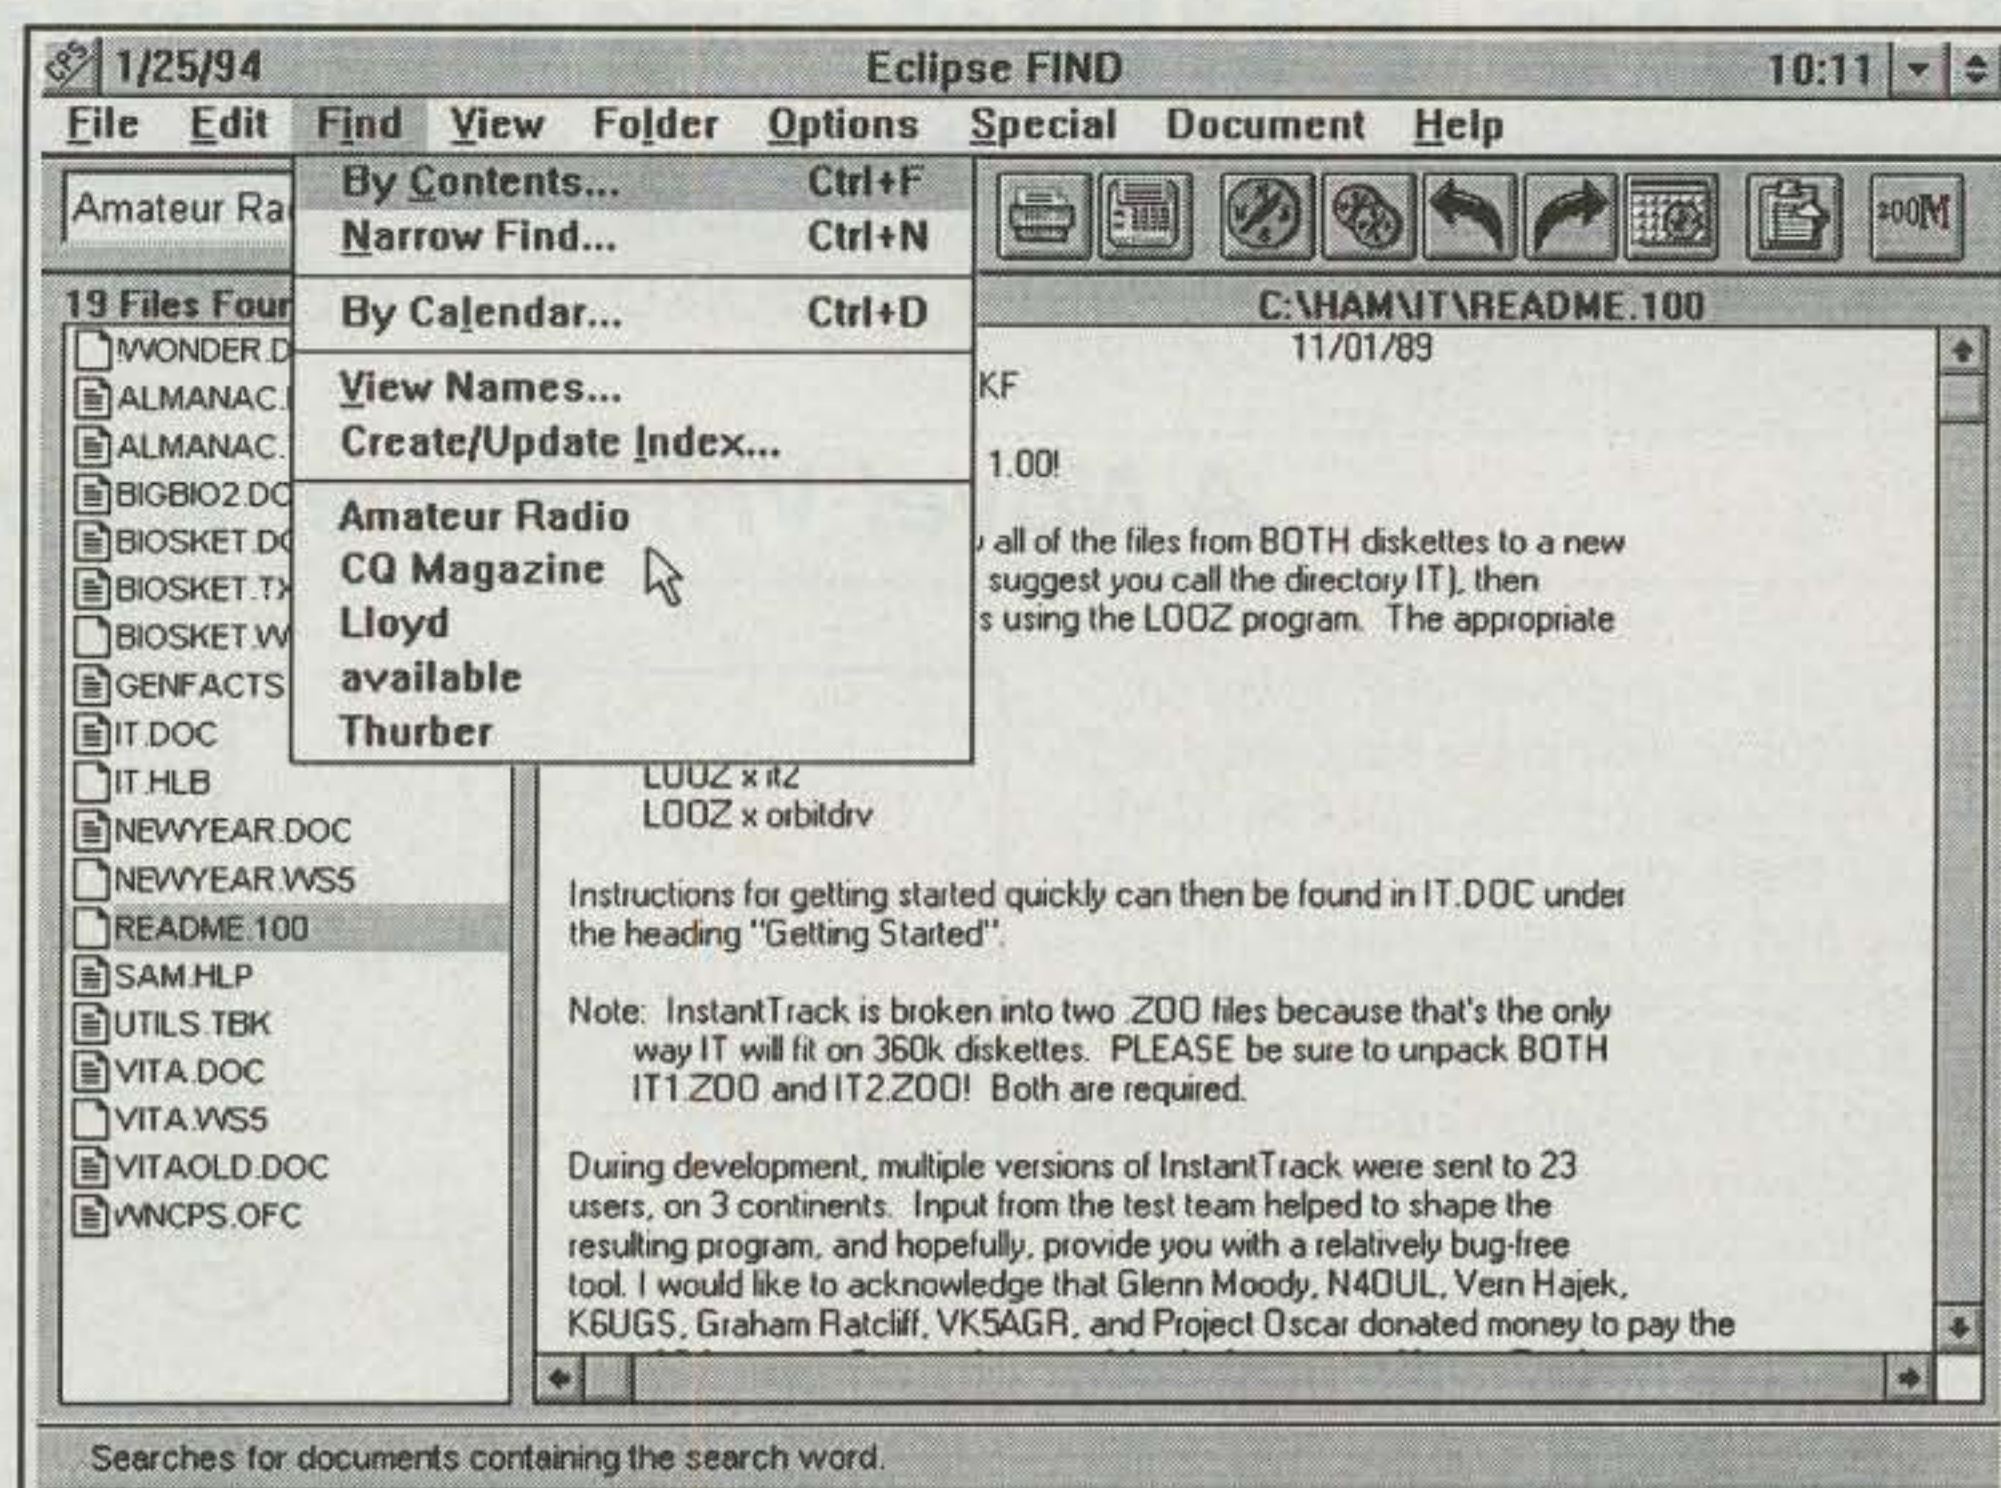 CPS 1/25/94 Eclipse FIND 10:11
File Edit Find View Folder Options Special Document Help
By Contents... Ctrl+F
Narrow Find... Ctrl+N
By Calendar... Ctrl+D
View Names...
Create/Update Index...
Amateur Radio
CQ Magazine
Lloyd
available
Thurber
Amateur
19 Files
WONDER.D
ALMANAC.
ALMANAC.
BIGBIO2.DO
BIOSKET.DO
BIOSKET.TX
BIOSKET.W
GENFACTS
IT.DOC
IT.HLB
NEWYEAR.DOC
NEWYEAR.WS5
README.100
SAM.HLP
UTILS.TBK
VITA.DOC
VITA.WS5
VITAOLD.DOC
WNCPS.OFC
C:\HAM\IT\README.100
11/01/89
KF
1.00!
all of the files from BOTH diskettes to a new
suggest you call the directory IT), then
s using the LOOZ program. The appropriate
LOOZ x it2
LOOZ x orbitdrv
Instructions for getting started quickly can then be found in IT.DOC under
the heading "Getting Started".
Note: InstantTrack is broken into two .ZOO files because that's the only
way IT will fit on 360k diskettes. PLEASE be sure to unpack BOTH
IT1.ZOO and IT2.ZOO! Both are required.
During development, multiple versions of InstantTrack were sent to 23
users, on 3 continents. Input from the test team helped to shape the
resulting program, and hopefully, provide you with a relatively bug-free
tool. I would like to acknowledge that Glenn Moody, N4OUL, Vern Hajek,
K6UGS, Graham Ratcliff, VK5AGR, and Project Oscar donated money to pay the
Searches for documents containing the search word.